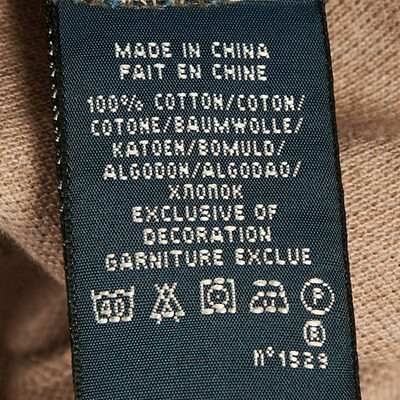 MADE IN CHINA
FAIT EN CHINE
100% COTTON/COTON/
COTONE/BAUMWOLLE/
KATOEN/BOMULD/
ALGODON/ALGODAO/
ХЛОПОК
EXCLUSIVE OF
DECORATION
GARNITURE EXCLUE
40 P
B
N°1529